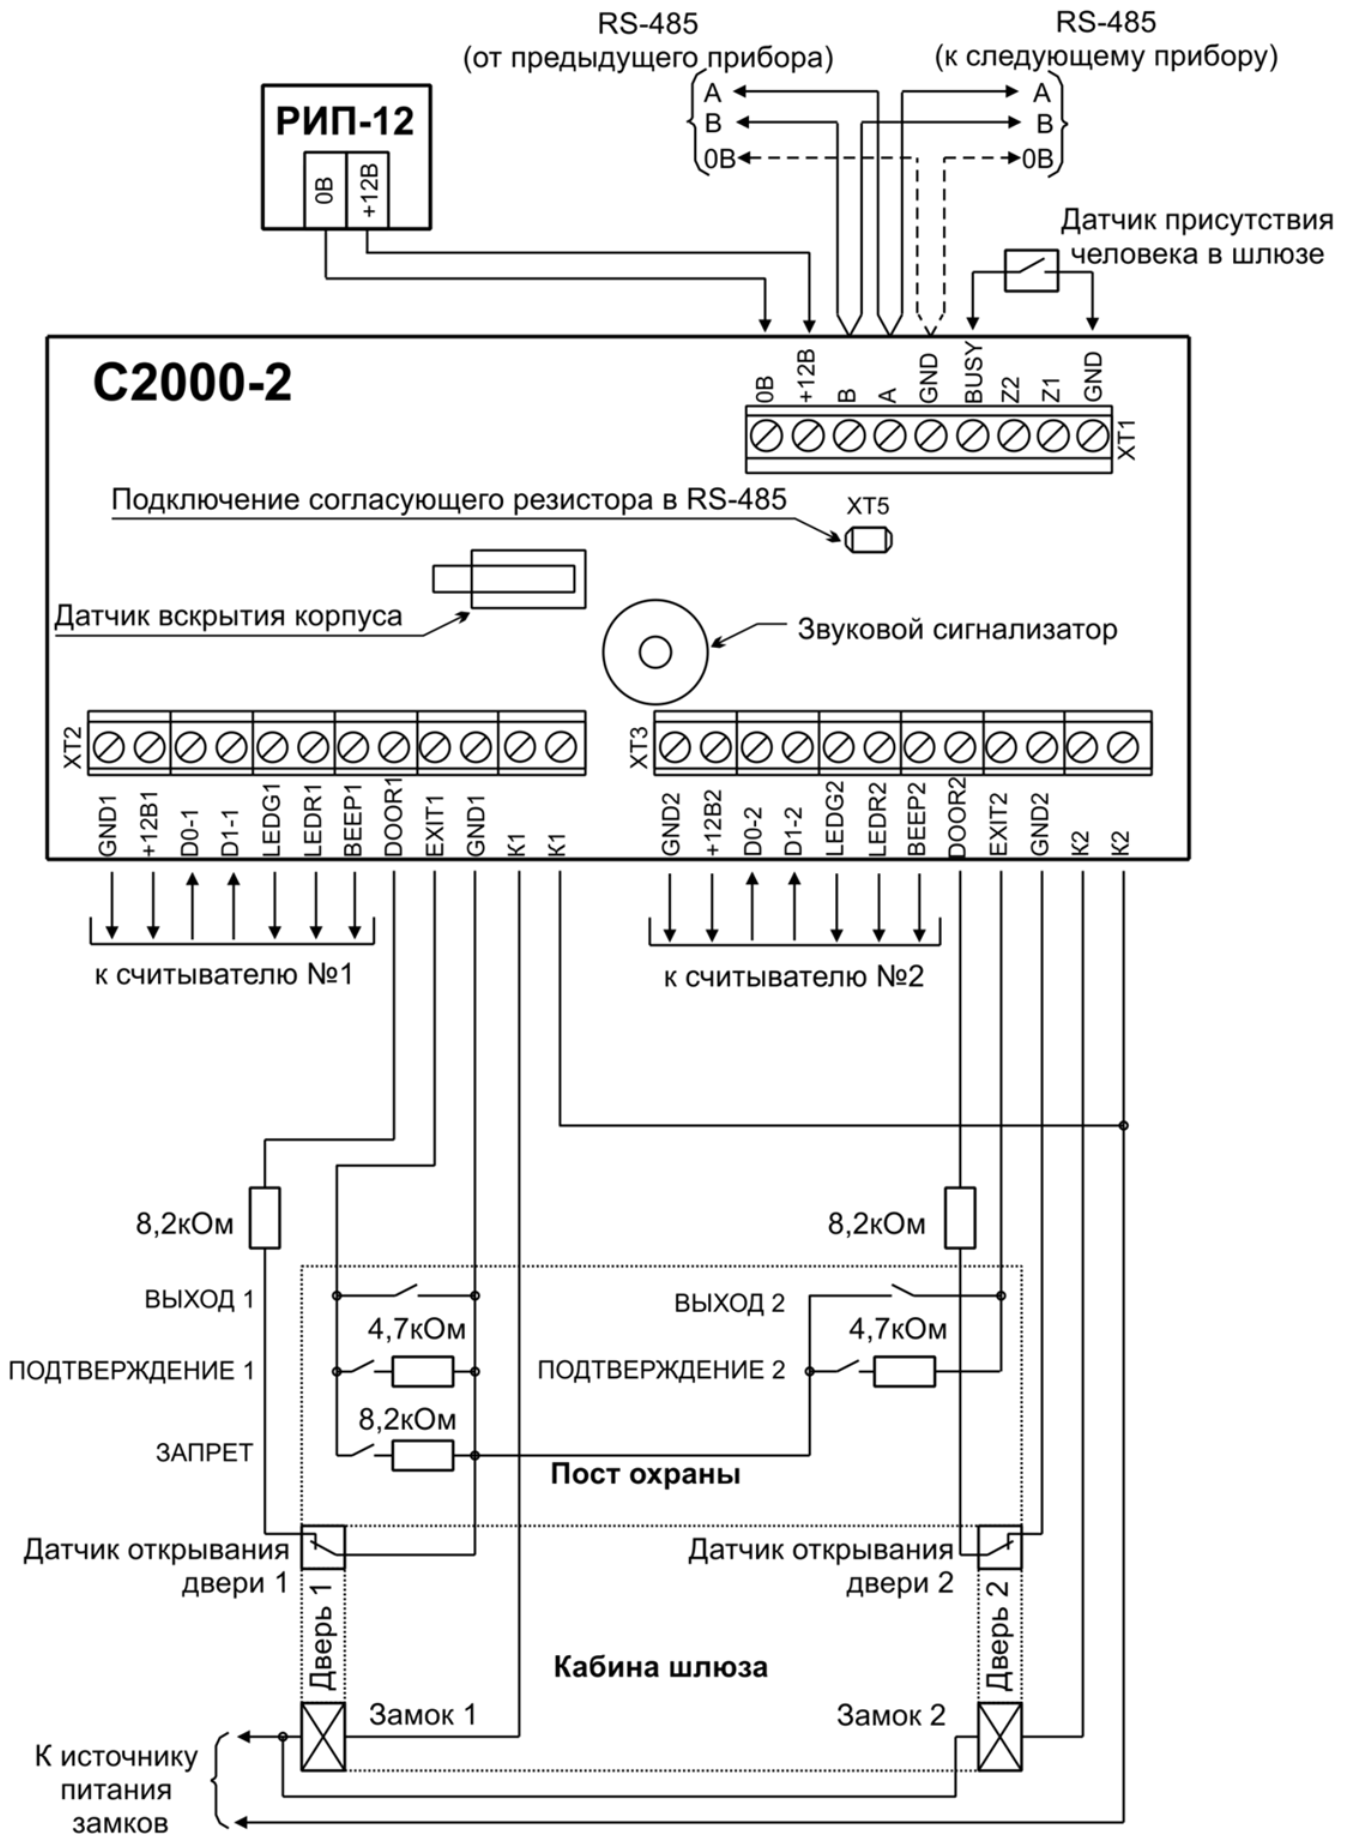 RS-485
(от предыдущего прибора)
RS-485
(к следующему прибору)
A
B
0В
A
B
0В
РИП-12
0В
+12В
Датчик присутствия
человека в шлюзе
С2000-2
0В
+12В
B
A
GND
BUSY
Z2
Z1
GND
XT1
Подключение согласующего резистора в RS-485
XT5
Датчик вскрытия корпуса
Звуковой сигнализатор
XT2
GND1
+12В1
D0-1
D1-1
LEDG1
LEDR1
BEEP1
DOOR1
EXIT1
GND1
К1
К1
XT3
GND2
+12В2
D0-2
D1-2
LEDG2
LEDR2
BEEP2
DOOR2
EXIT2
GND2
К2
К2
к считывателю №1
к считывателю №2
8,2кОм
8,2кОм
ВЫХОД 1
ВЫХОД 2
4,7кОм
4,7кОм
ПОДТВЕРЖДЕНИЕ 1
ПОДТВЕРЖДЕНИЕ 2
8,2кОм
ЗАПРЕТ
Пост охраны
Датчик открывания
двери 1
Датчик открывания
двери 2
Дверь 1
Дверь 2
Кабина шлюза
Замок 1
Замок 2
К источнику
питания
замков